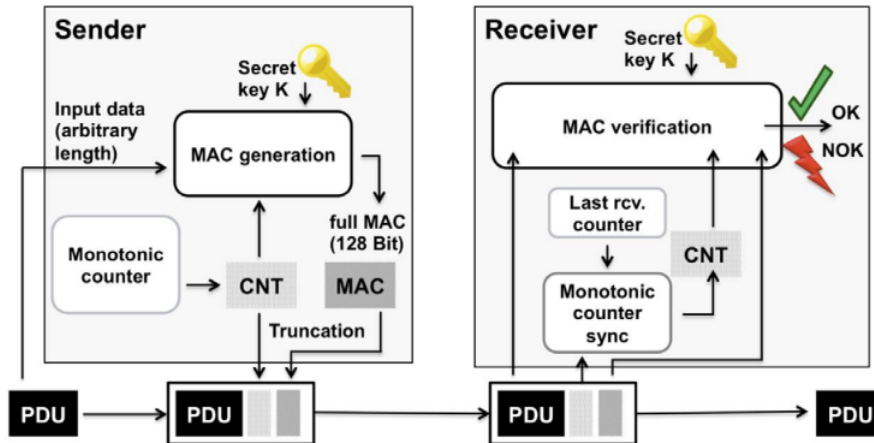 Sender
Secret
key K
Input data
(arbitrary
length)
MAC generation
full MAC
(128 Bit)
Monotonic
counter
CNT
MAC
Truncation
Receiver
Secret
key K
MAC verification
OK
NOK
Last rcv.
counter
CNT
Monotonic
counter
sync
PDU
PDU
PDU
PDU